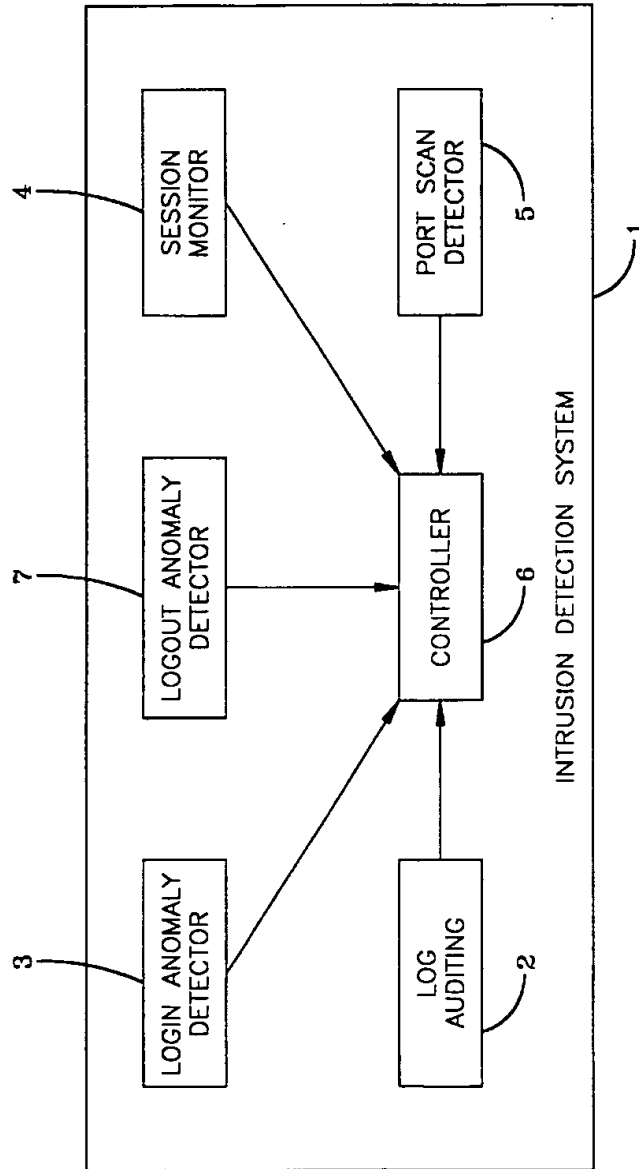 3
7
4
LOGIN ANOMALY
DETECTOR
LOGOUT ANOMALY
DETECTOR
SESSION
MONITOR
LOG
AUDITING
CONTROLLER
PORT SCAN
DETECTOR
2
6
5
INTRUSION DETECTION SYSTEM
1